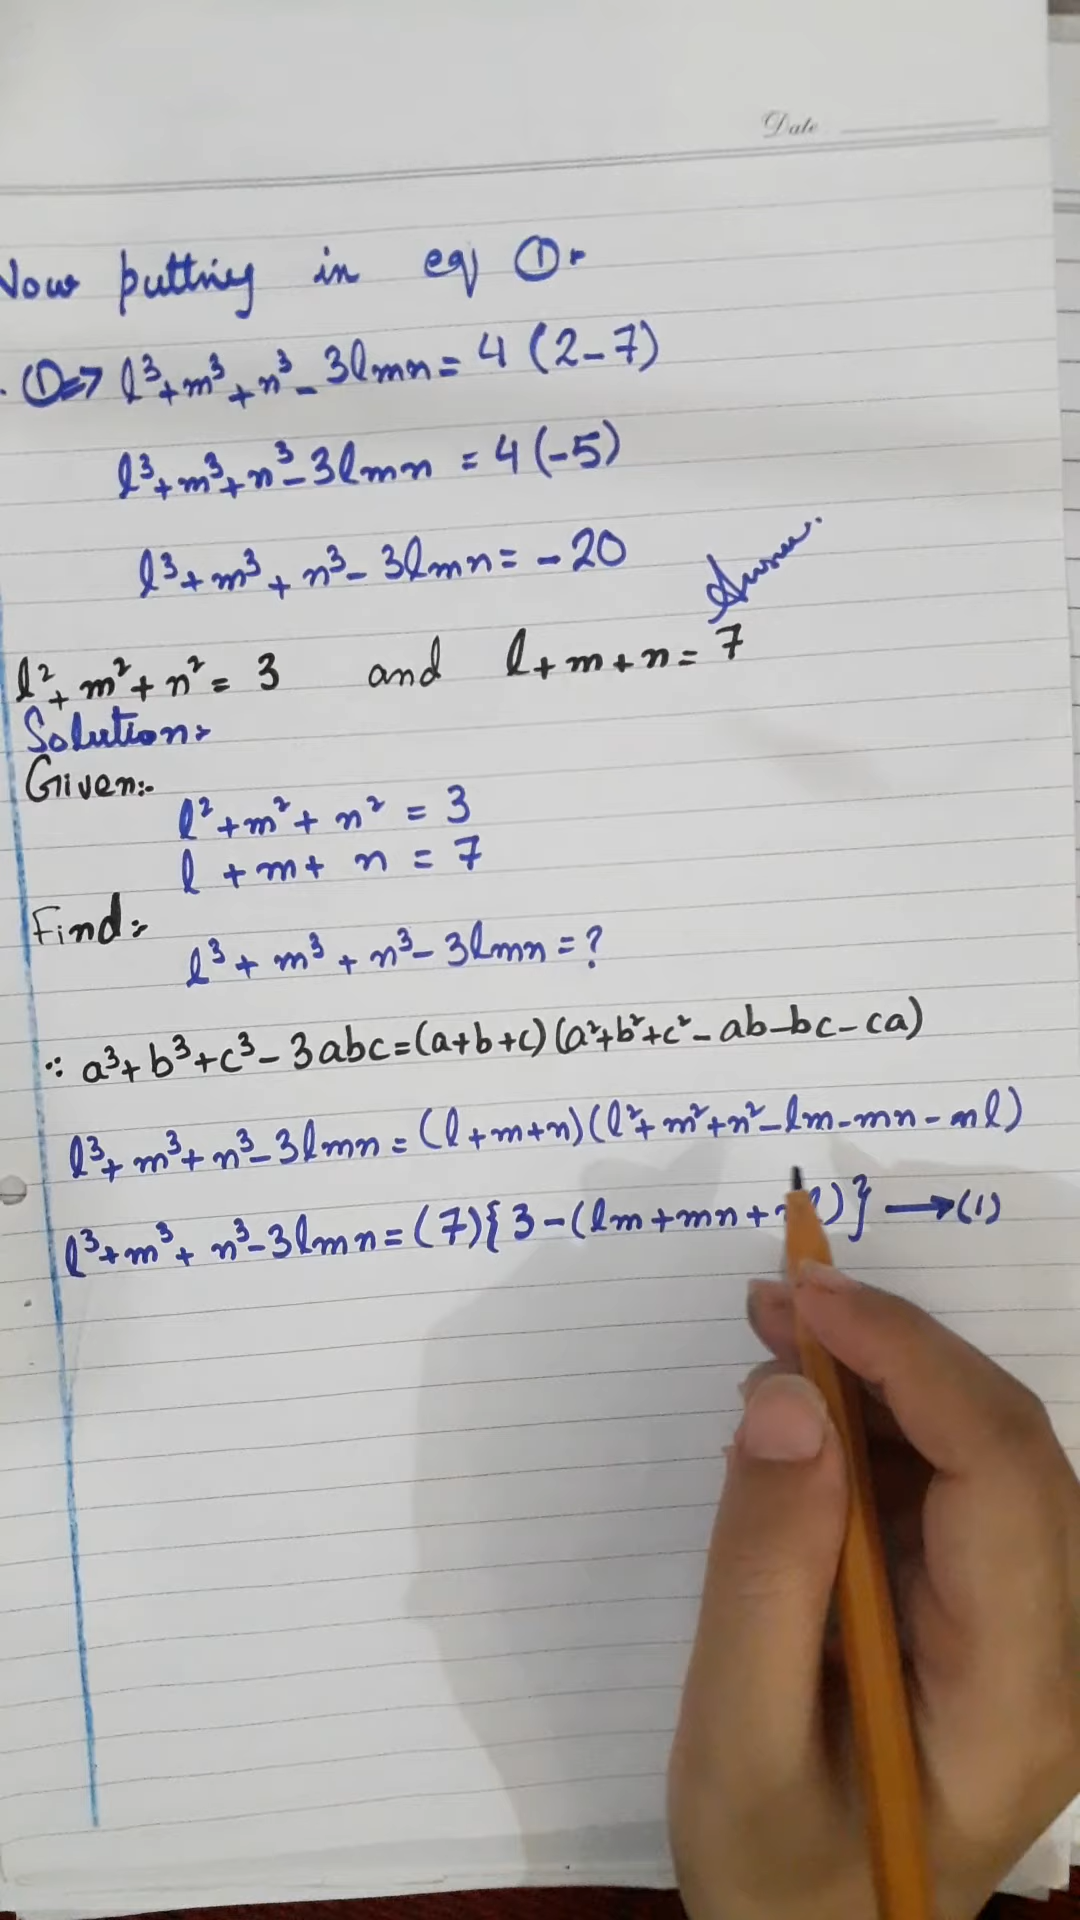 Date
Now putting in eq ①:
① => l³+m³+n³-3lmn=4(2-7)
l³+m³+n³-3lmn=4(-5)
l³+m³+n³-3lmn=-20
Answer.
l²+m²+n²=3 and l+m+n=7
Solution:
Given:-
l²+m²+n²=3
l+m+n=7
Find:
l³+m³+n³-3lmn=?
∵ a³+b³+c³-3abc=(a+b+c)(a²+b²+c²-ab-bc-ca)
l³+m³+n³-3lmn=(l+m+n)(l²+m²+n²-lm-mn-nl)
l³+m³+n³-3lmn=(7){3-(lm+mn+ l)}⟶(1)